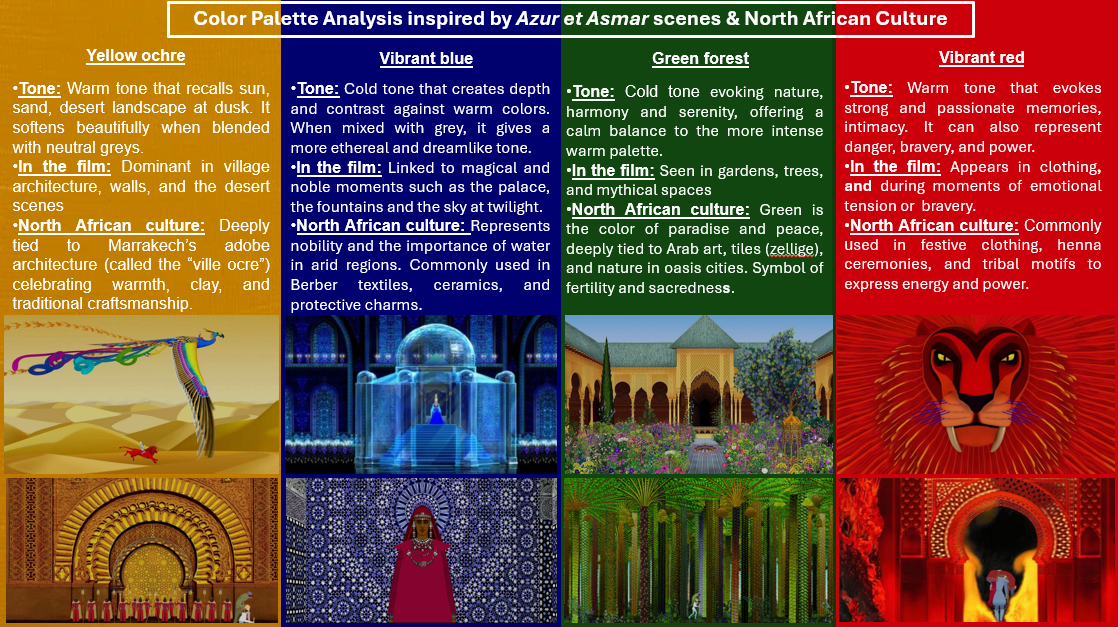 Color Palette Analysis inspired by Azur et Asmar scenes & North African Culture
Yellow ochre
•Tone: Warm tone that recalls sun,
sand, desert landscape at dusk. It
softens beautifully when blended
with neutral greys.
•In the film: Dominant in village
architecture, walls, and the desert
scenes
•North African culture: Deeply
tied to Marrakech's adobe
architecture (called the “ville ocre”)
celebrating warmth, clay, and
traditional craftsmanship.
Vibrant blue
•Tone: Cold tone that creates depth
and contrast against warm colors.
When mixed with grey, it gives a
more ethereal and dreamlike tone.
•In the film: Linked to magical and
noble moments such as the palace,
the fountains and the sky at twilight.
•North African culture: Represents
nobility and the importance of water
in arid regions. Commonly used in
Berber textiles, ceramics, and
protective charms.
Green forest
•Tone: Cold tone evoking nature,
harmony and serenity, offering a
calm balance to the more intense
warm palette.
•In the film: Seen in gardens, trees,
and mythical spaces
•North African culture: Green is
the color of paradise and peace,
deeply tied to Arab art, tiles (zellige),
and nature in oasis cities. Symbol of
fertility and sacredness.
Vibrant red
•Tone: Warm tone that evokes
strong and passionate memories,
intimacy. It can also represent
danger, bravery, and power.
•In the film: Appears in clothing,
and during moments of emotional
tension or bravery.
•North African culture: Commonly
used in festive clothing, henna
ceremonies, and tribal motifs to
express energy and power.